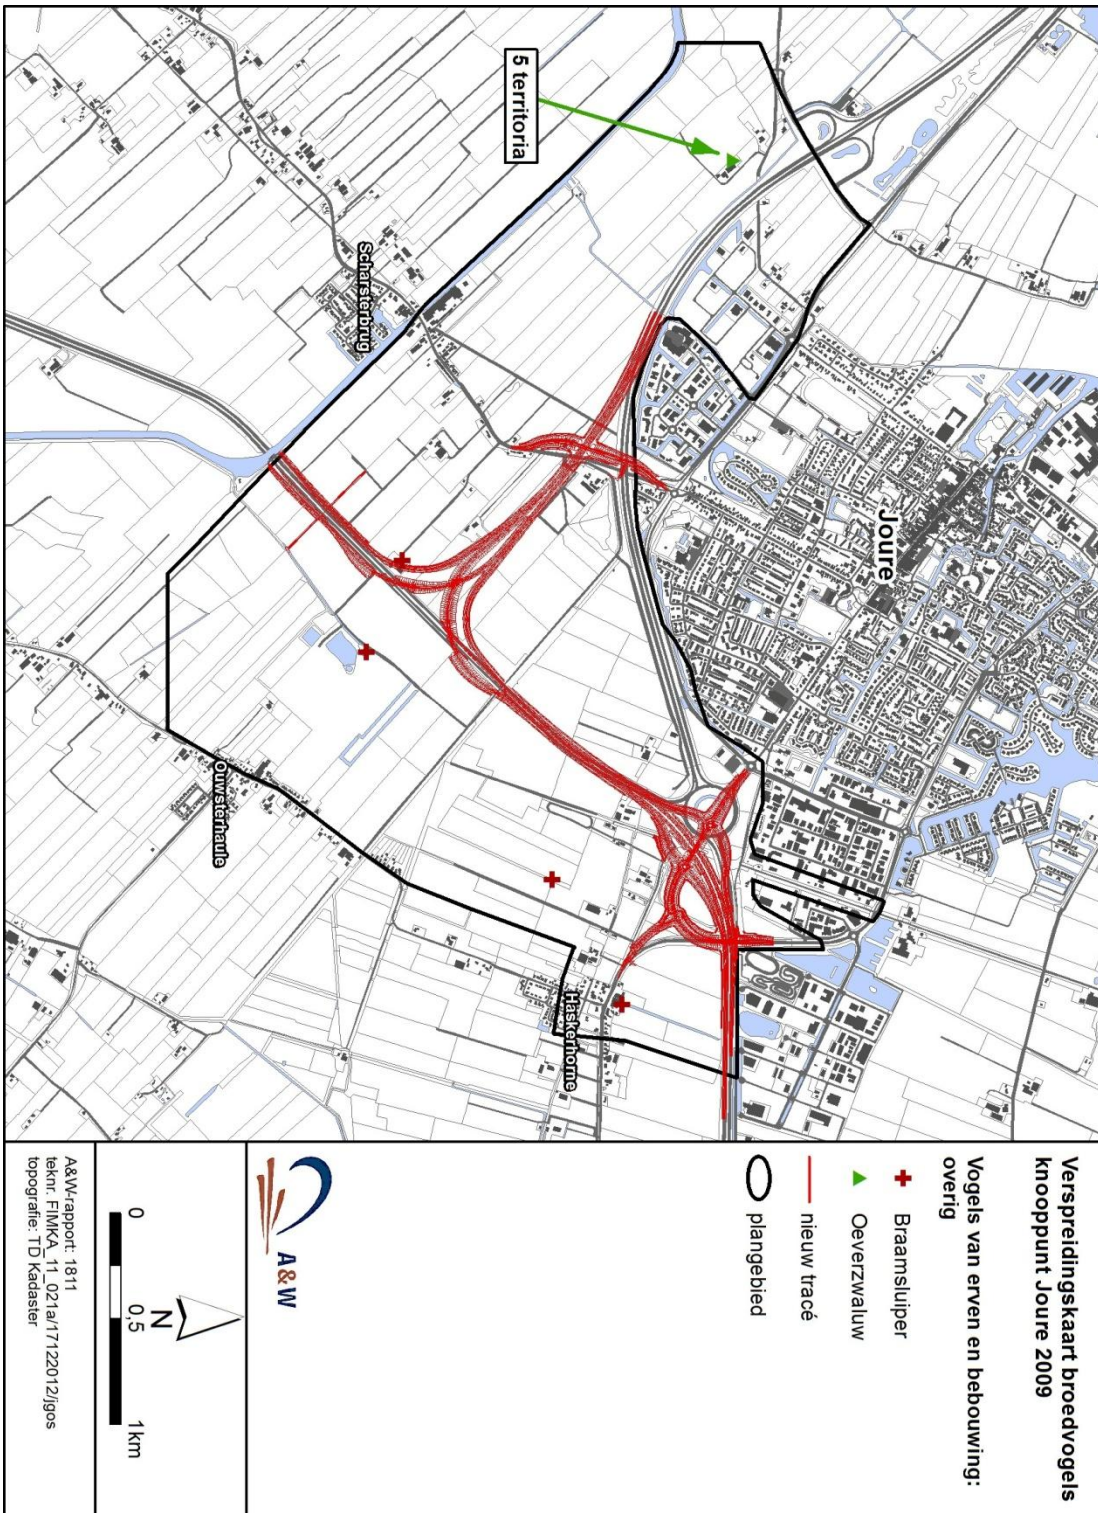 5 territoria
Joure
Scharsterbrug
Ouwsterhaule
Haskerhorne
Verspreidingskaart broedvogels
knooppunt Joure 2009
Vogels van erven en bebouwing:
overig
Braamsluiper
Oeverzwaluw
nieuw tracé
plangebied
A&W
N
0 0,5 1km
A&W-rapport: 1811
teknr. FIMKA_11_021a/17122012/jgos
topografie: TD Kadaster